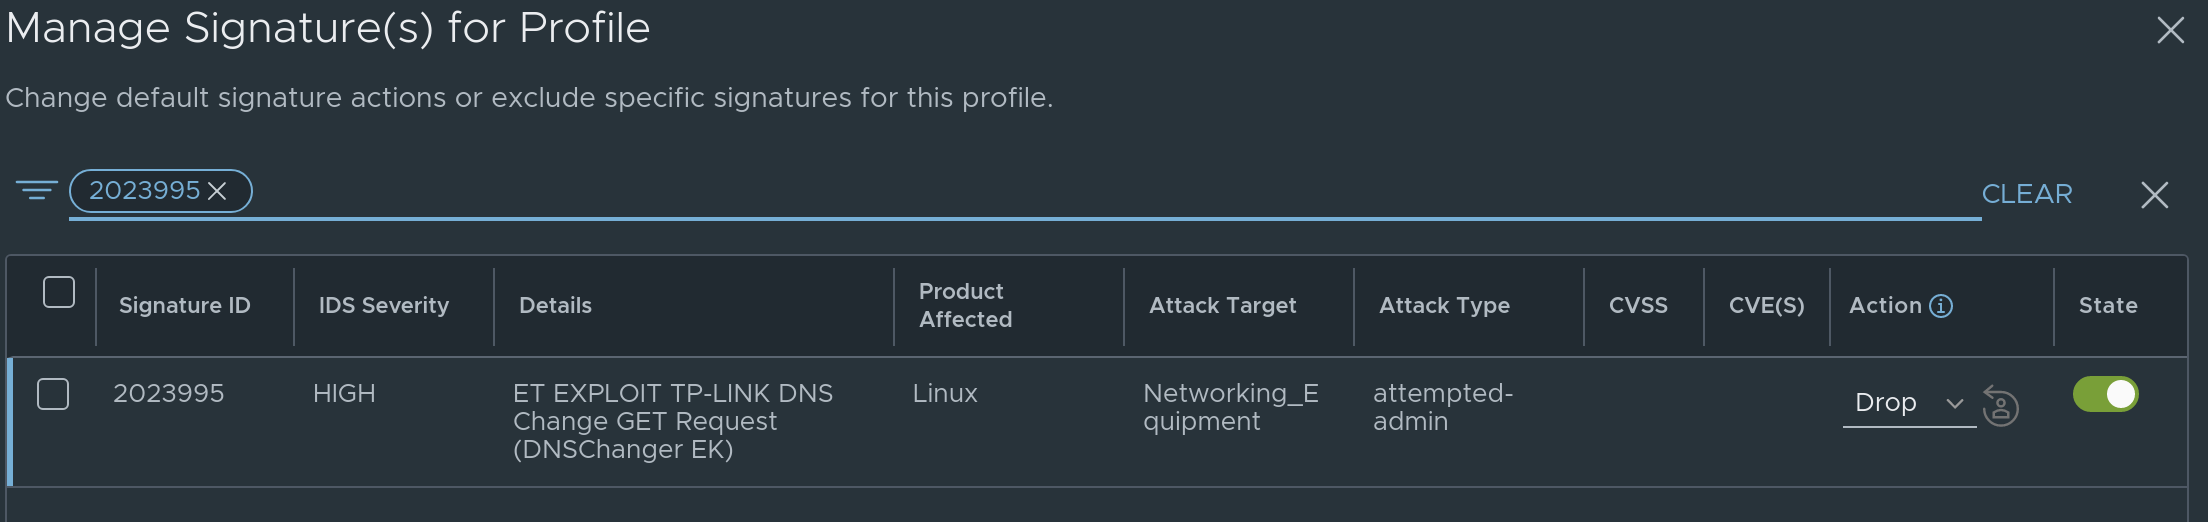 Manage Signature(s) for Profile
Change default signature actions or exclude specific signatures for this profile.
2023995
CLEAR
Signature ID
IDS Severity
Details
Product
Affected
Attack Target
Attack Type
CVSS
CVE(S)
Action
State
2023995
HIGH
ET EXPLOIT TP-LINK DNS
Change GET Request
(DNSChanger EK)
Linux
Networking_E
quipment
attempted-
admin
Drop